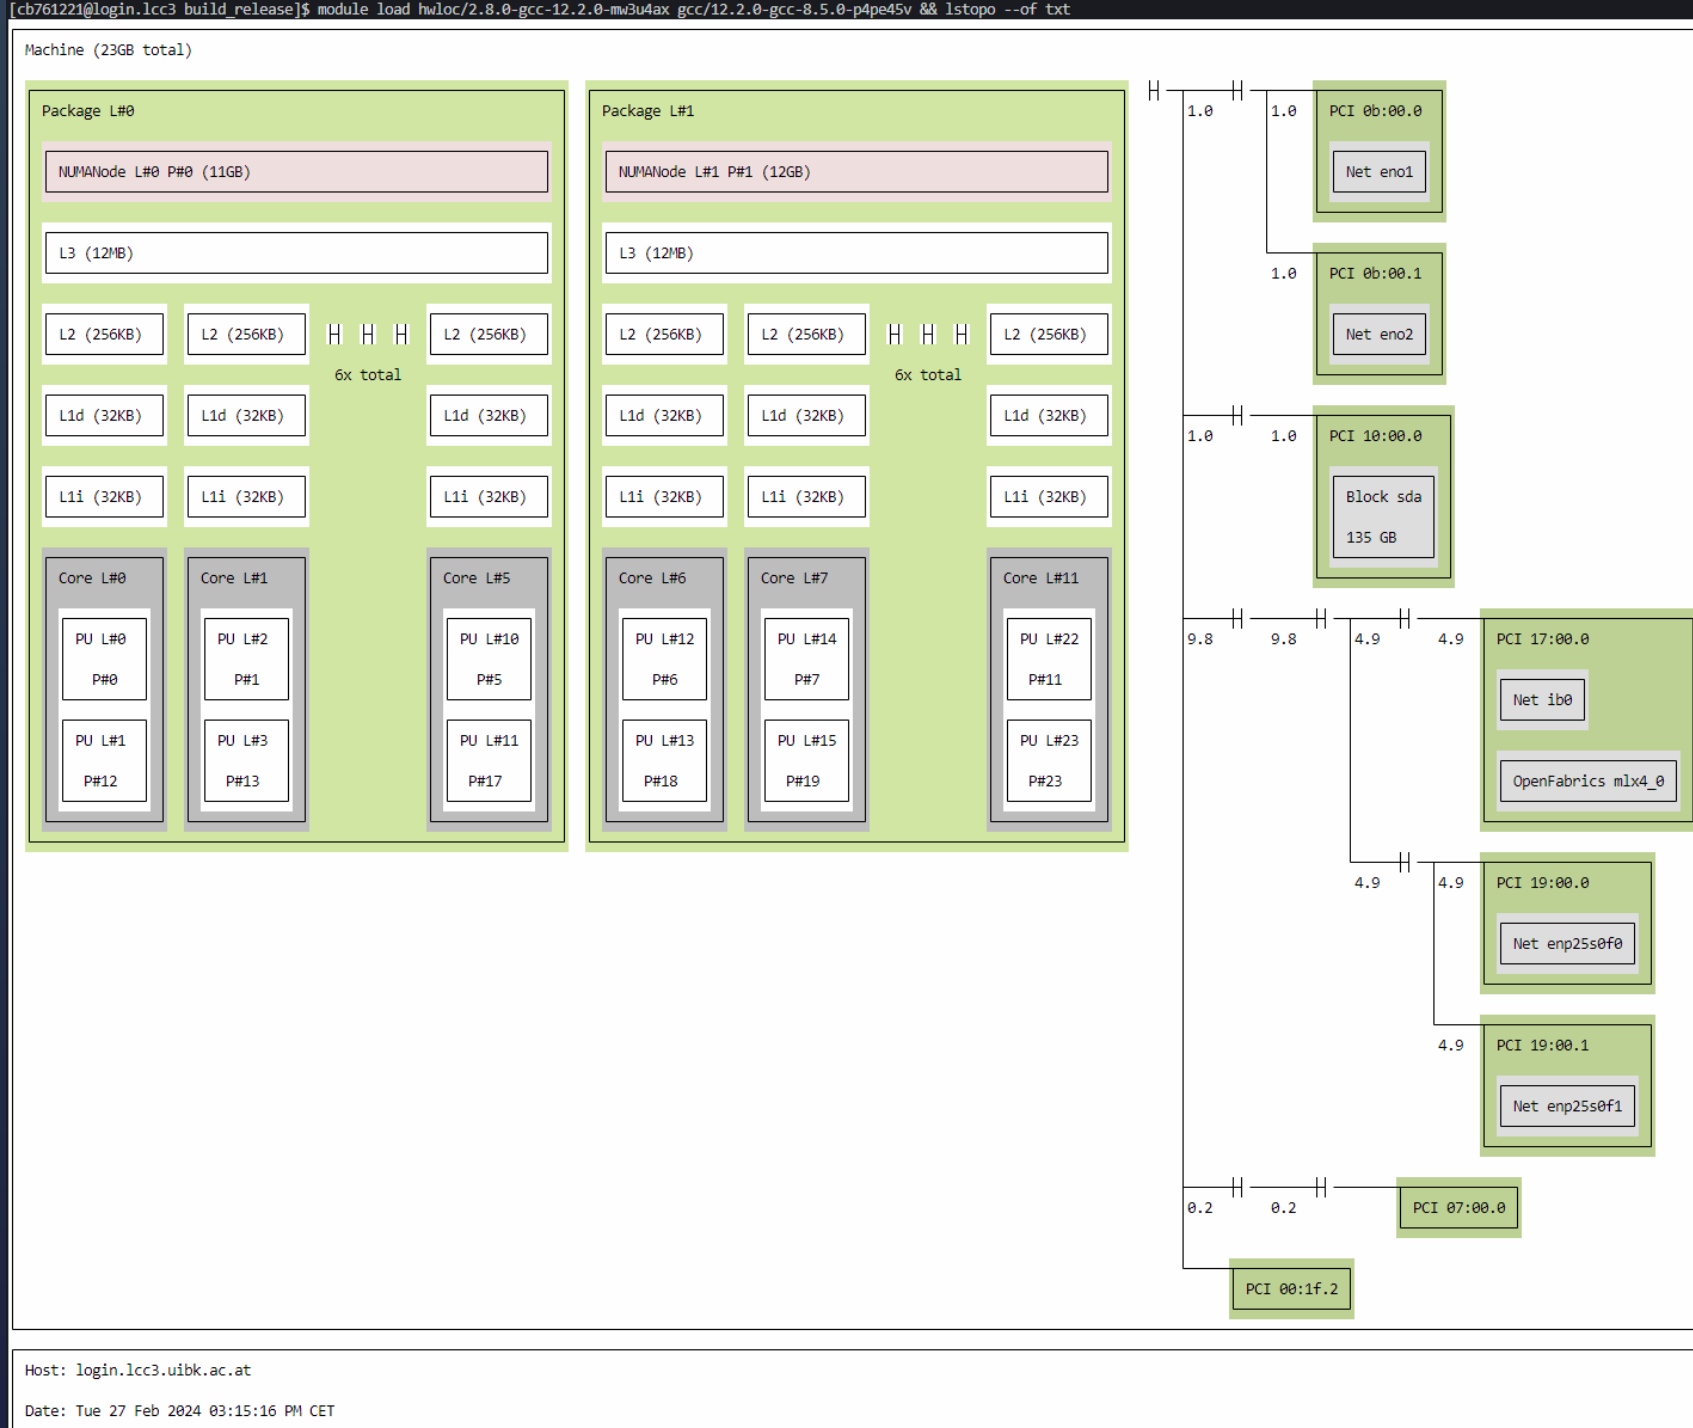 [cb761221@login.lcc3 build_release]$ module load hwloc/2.8.0-gcc-12.2.0-mw3u4ax gcc/12.2.0-gcc-8.5.0-p4pe45v && lstopo --of txt
Machine (23GB total)
Package L#0
NUMANode L#0 P#0 (11GB)
L3 (12MB)
L2 (256KB) L2 (256KB) L2 (256KB)
6x total
L1d (32KB) L1d (32KB) L1d (32KB)
L1i (32KB) L1i (32KB) L1i (32KB)
Core L#0 Core L#1 Core L#5
PU L#0 PU L#2 PU L#10
P#0 P#1 P#5
PU L#1 PU L#3 PU L#11
P#12 P#13 P#17
Package L#1
NUMANode L#1 P#1 (12GB)
L3 (12MB)
L2 (256KB) L2 (256KB) L2 (256KB)
6x total
L1d (32KB) L1d (32KB) L1d (32KB)
L1i (32KB) L1i (32KB) L1i (32KB)
Core L#6 Core L#7 Core L#11
PU L#12 PU L#14 PU L#22
P#6 P#7 P#11
PU L#13 PU L#15 PU L#23
P#18 P#19 P#23
1.0 1.0 PCI 0b:00.0
Net eno1
1.0 PCI 0b:00.1
Net eno2
1.0 1.0 PCI 10:00.0
Block sda
135 GB
9.8 9.8 4.9 4.9 PCI 17:00.0
Net ib0
OpenFabrics mlx4_0
4.9 4.9 PCI 19:00.0
Net enp25s0f0
4.9 PCI 19:00.1
Net enp25s0f1
0.2 0.2 PCI 07:00.0
PCI 00:1f.2
Host: login.lcc3.uibk.ac.at
Date: Tue 27 Feb 2024 03:15:16 PM CET